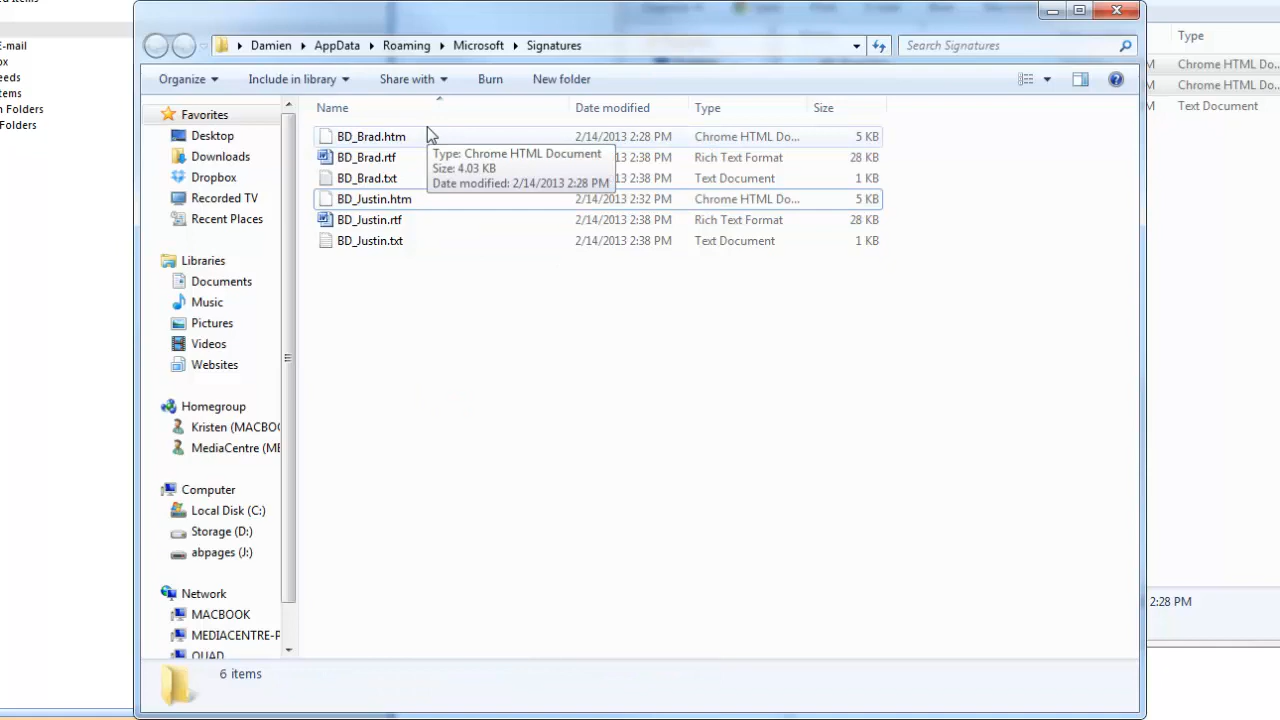 Damien AppData Roaming Microsoft Signatures
Search Signatures
Organize Include in library Share with Burn New folder
Name Date modified Type Size
BD_Brad.htm 2/14/2013 2:28 PM Chrome HTML Do... 5 KB
BD_Brad.rtf 2/14/2013 2:38 PM Rich Text Format 28 KB
BD_Brad.txt 2:38 PM Text Document 1 KB
Type: Chrome HTML Document
Size: 4.03 KB
Date modified: 2/14/2013 2:28 PM
BD_Justin.htm 2/14/2013 2:32 PM Chrome HTML Do... 5 KB
BD_Justin.rtf 2/14/2013 2:38 PM Rich Text Format 28 KB
BD_Justin.txt 2/14/2013 2:38 PM Text Document 1 KB
Favorites
Desktop
Downloads
Dropbox
Recorded TV
Recent Places
Libraries
Documents
Music
Pictures
Videos
Websites
Homegroup
Kristen (MACBOO
MediaCentre (ME
Computer
Local Disk (C:)
Storage (D:)
abpages (J:)
Network
MACBOOK
MEDIACENTRE-P
QUAD
6 items
E-mail
eeds
Folders
Folders
Type
Chrome HTML Do...
Chrome HTML Do...
Text Document
2:28 PM